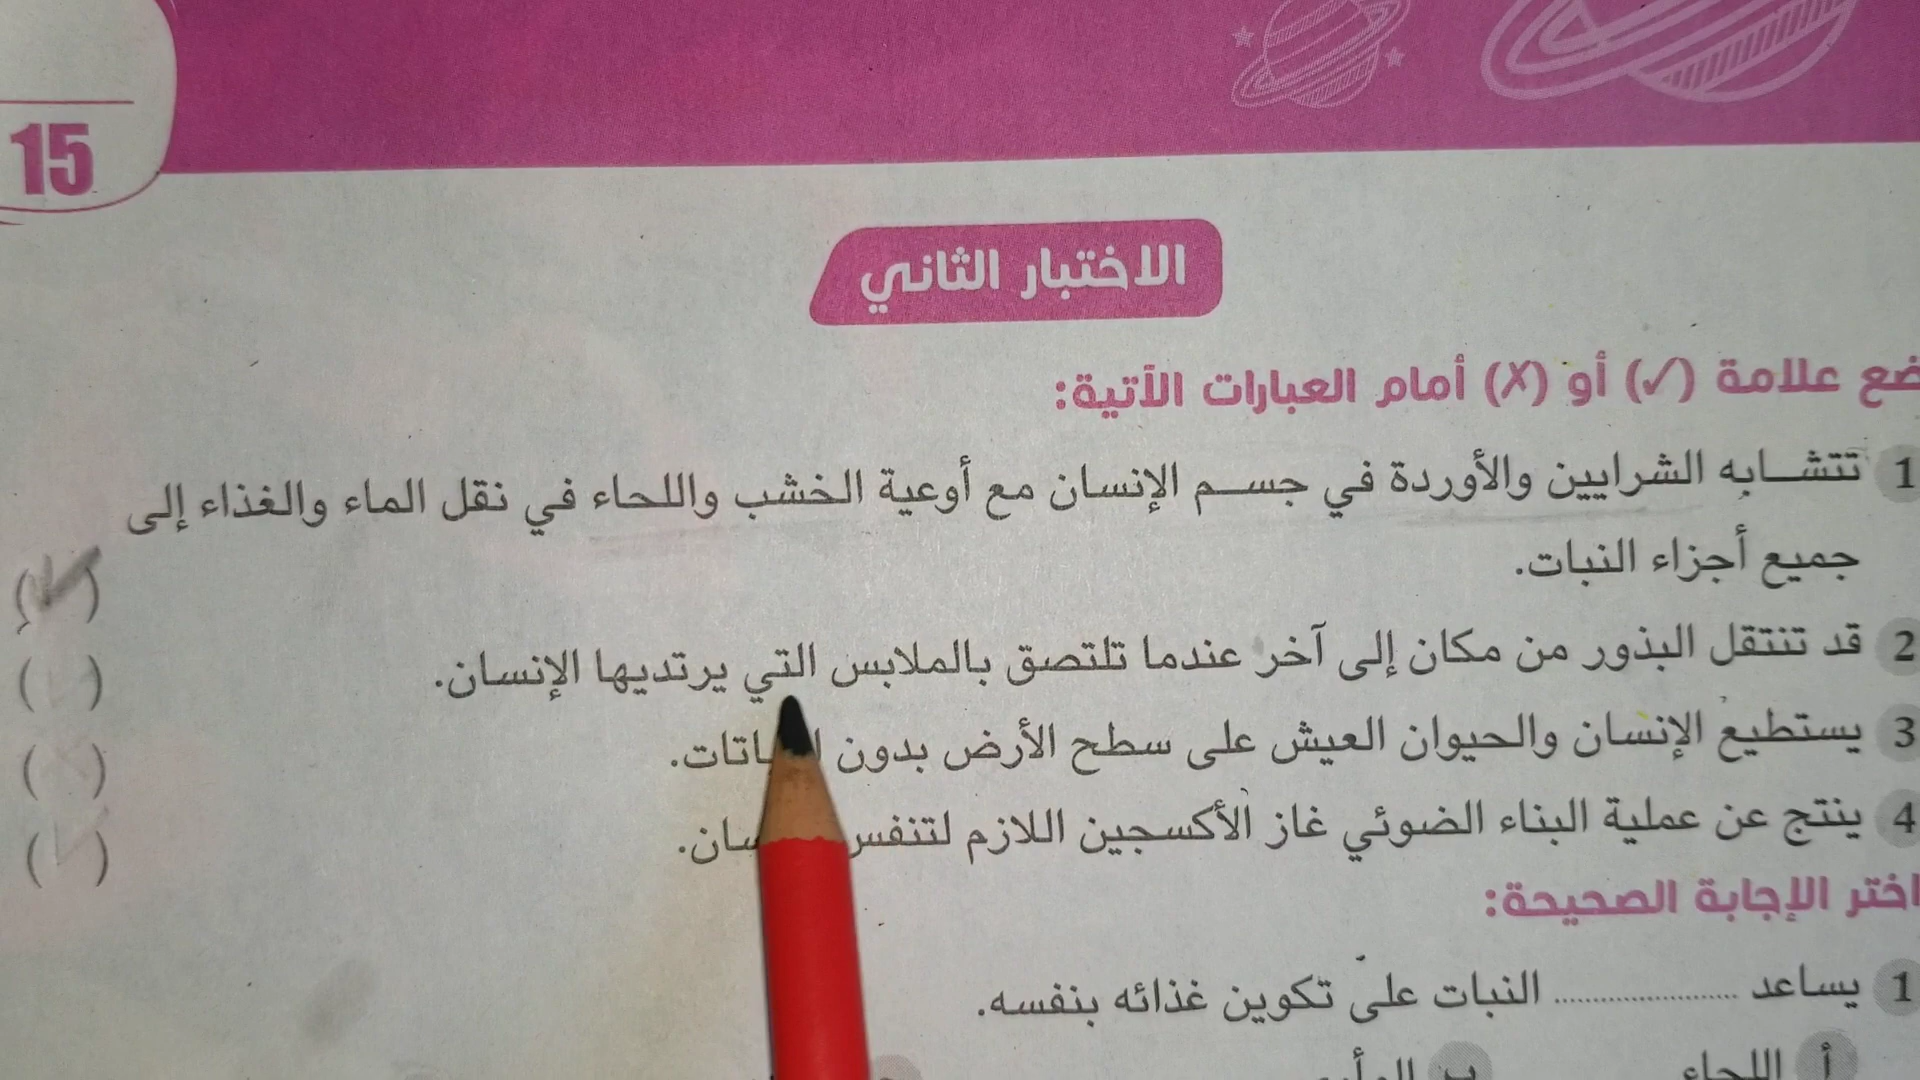 15
الاختبار الثاني
ضع علامة (✓) أو (X) أمام العبارات الآتية:
1 تتشابه الشرايين والأوردة في جسم الإنسان مع أوعية الخشب واللحاء في نقل الماء والغذاء إلى
جميع أجزاء النبات. (✓)
2 قد تنتقل البذور من مكان إلى آخر عندما تلتصق بالملابس التي يرتديها الإنسان. ( )
3 يستطيع الإنسان والحيوان العيش على سطح الأرض بدون ( )
4 ينتج عن عملية البناء الضوئي غاز الأكسجين اللازم لتنفس ( )
اختر الإجابة الصحيحة:
1 يساعد ........................ النبات على تكوين غذائه بنفسه.
أ اللحاء ب